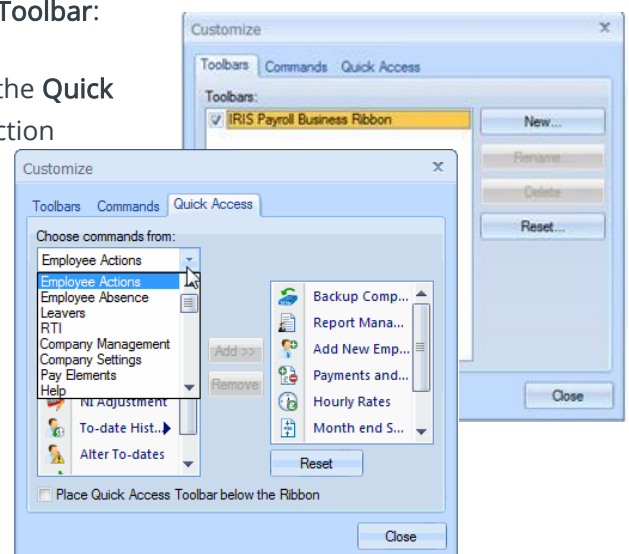 Toolbar:
the Quick
ction
Customize
x
Toolbars Commands Quick Access
Toolbars:
IRIS Payroll Business Ribbon
New...
Rename...
Delete
Reset...
Close
Customize
x
Toolbars Commands Quick Access
Choose commands from:
Employee Actions
Employee Actions
Employee Absence
Leavers
RTI
Company Management
Company Settings
Pay Elements
Help
NI Adjustment
To-date Hist...
Alter To-dates
Add >>
Remove
Backup Comp...
Report Mana...
Add New Emp...
Payments and...
Hourly Rates
Month end S...
Reset
Place Quick Access Toolbar below the Ribbon
Close